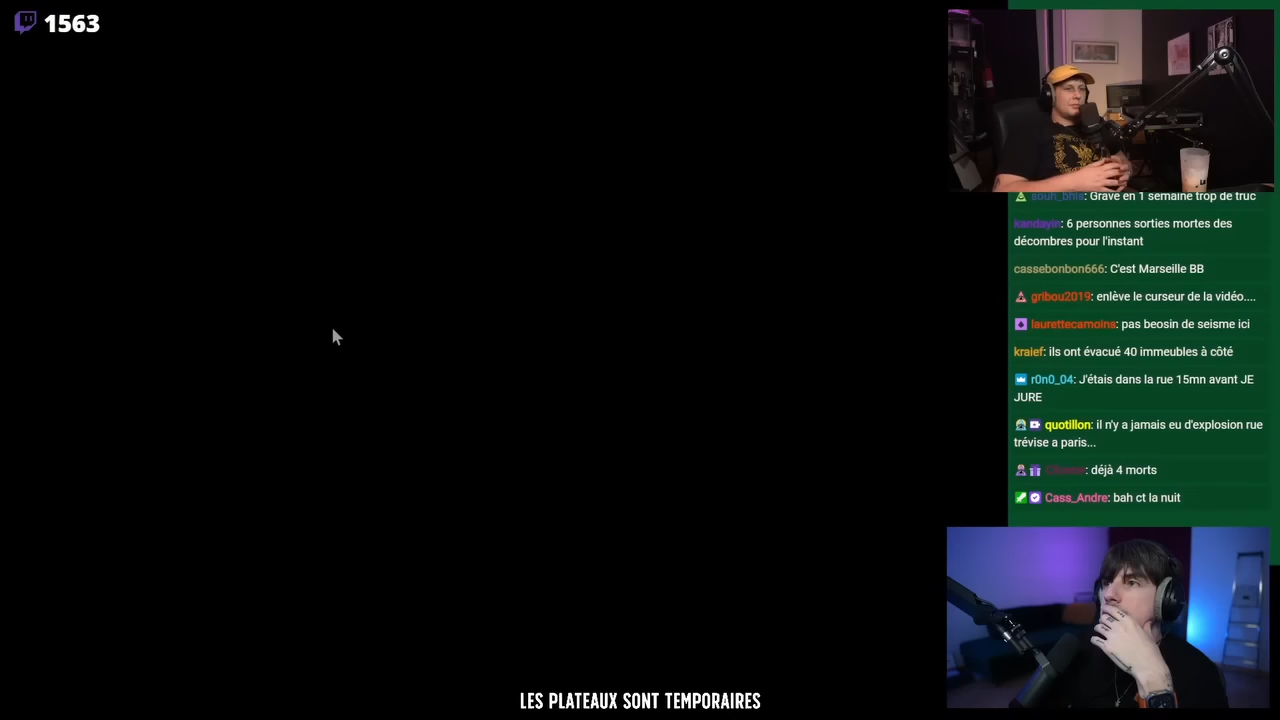 1563
souh_bhls: Grave en 1 semaine trop de truc
kandayin: 6 personnes sorties mortes des
décombres pour l'instant
cassebonbon666: C'est Marseille BB
gribou2019: enlève le curseur de la vidéo....
laurettecamoins: pas beosin de seisme ici
kraief: ils ont évacué 40 immeubles à côté
r0n0_04: J'étais dans la rue 15mn avant JE
JURE
quotillon: il n'y a jamais eu d'explosion rue
trévise a paris...
: déjà 4 morts
Cass_Andre: bah ct la nuit
LES PLATEAUX SONT TEMPORAIRES